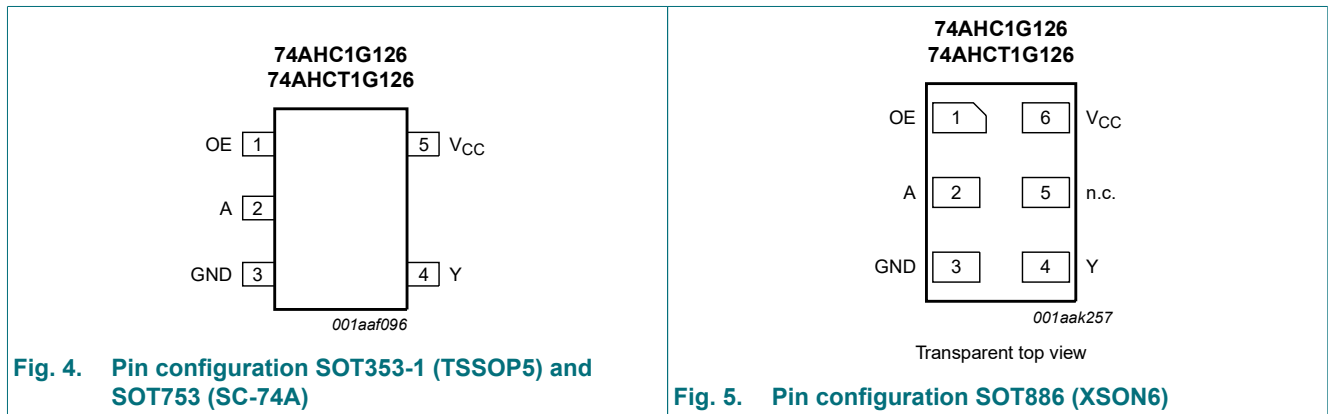 74AHC1G126
74AHCT1G126
OE 1
5 VCC
A 2
GND 3
4 Y
001aaf096
Fig. 4. Pin configuration SOT353-1 (TSSOP5) and
SOT753 (SC-74A)
74AHC1G126
74AHCT1G126
OE 1
6 VCC
A 2
5 n.c.
GND 3
4 Y
001aak257
Transparent top view
Fig. 5. Pin configuration SOT886 (XSON6)